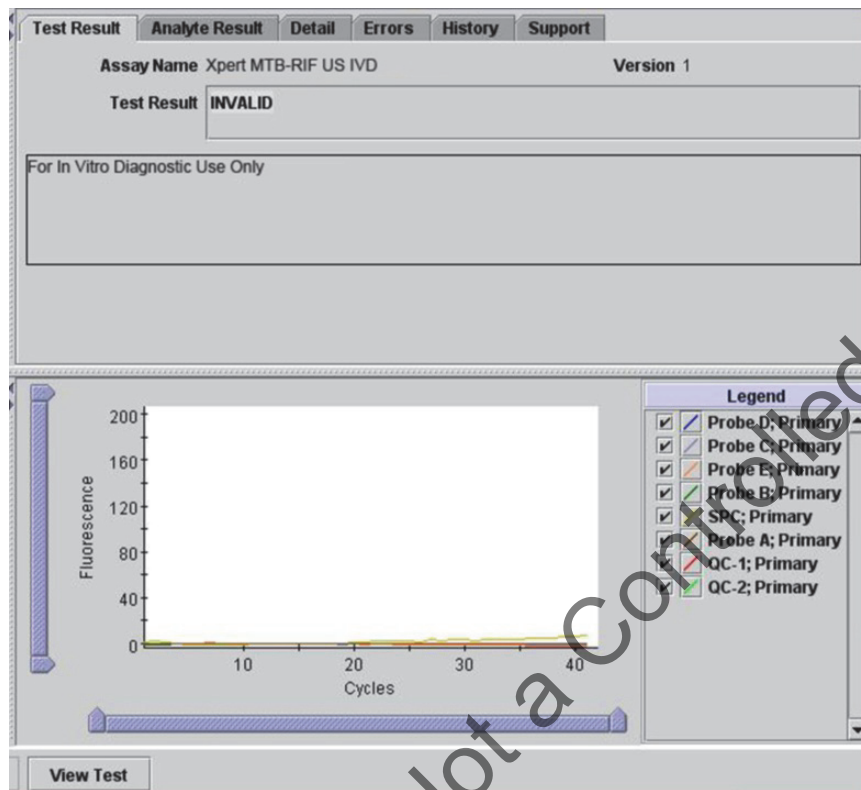 Test Result Analyte Result Detail Errors History Support
Assay Name Xpert MTB-RIF US IVD Version 1
Test Result INVALID
For In Vitro Diagnostic Use Only
Legend
200
160
120
80
40
0
Fluorescence
10 20 30 40
Cycles
Probe D; Primary
Probe C; Primary
Probe E; Primary
Probe B; Primary
SPC; Primary
Probe A; Primary
QC-1; Primary
QC-2; Primary
Not a Controlled
View Test